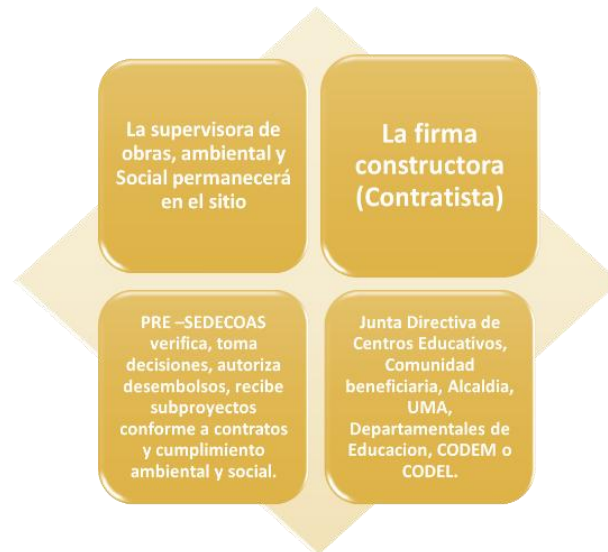 La supervisora de
obras, ambiental y
Social permanecerá
en el sitio
La firma
constructora
(Contratista)
PRE –SEDECOAS
verifica, toma
decisiones, autoriza
desembolsos, recibe
subproyectos
conforme a contratos
y cumplimiento
ambiental y social.
Junta Directiva de
Centros Educativos,
Comunidad
beneficiaria, Alcaldia,
UMA,
Departamentales de
Educacion, CODEM o
CODEL.